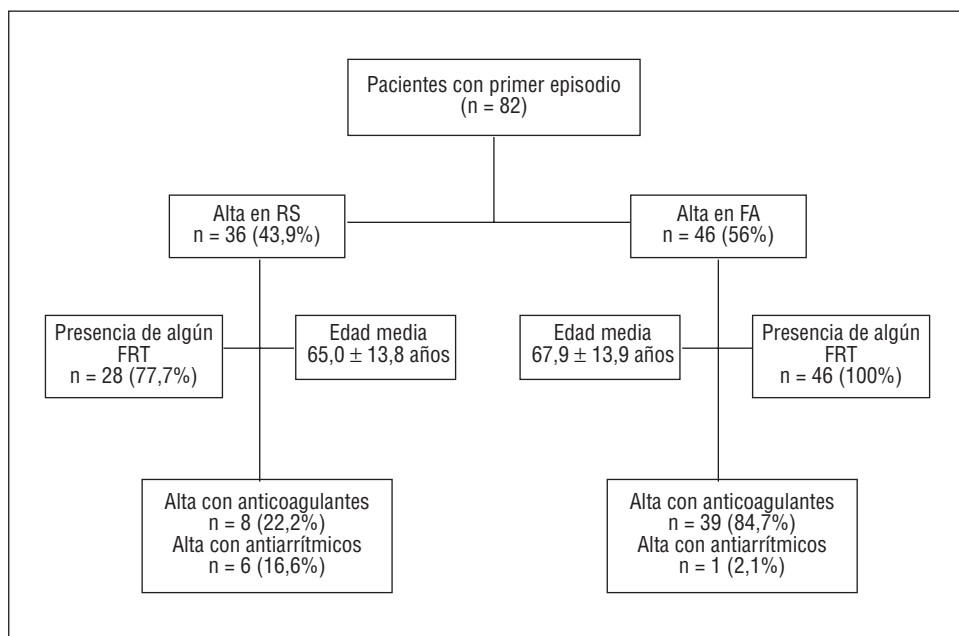 Pacientes con primer episodio
(n = 82)
Alta en RS
n = 36 (43,9%)
Alta en FA
n = 46 (56%)
Presencia de algún
FRT
n = 28 (77,7%)
Edad media
65,0 ± 13,8 años
Edad media
67,9 ± 13,9 años
Presencia de algún
FRT
n = 46 (100%)
Alta con anticoagulantes
n = 8 (22,2%)
Alta con antiarrítmicos
n = 6 (16,6%)
Alta con anticoagulantes
n = 39 (84,7%)
Alta con antiarrítmicos
n = 1 (2,1%)